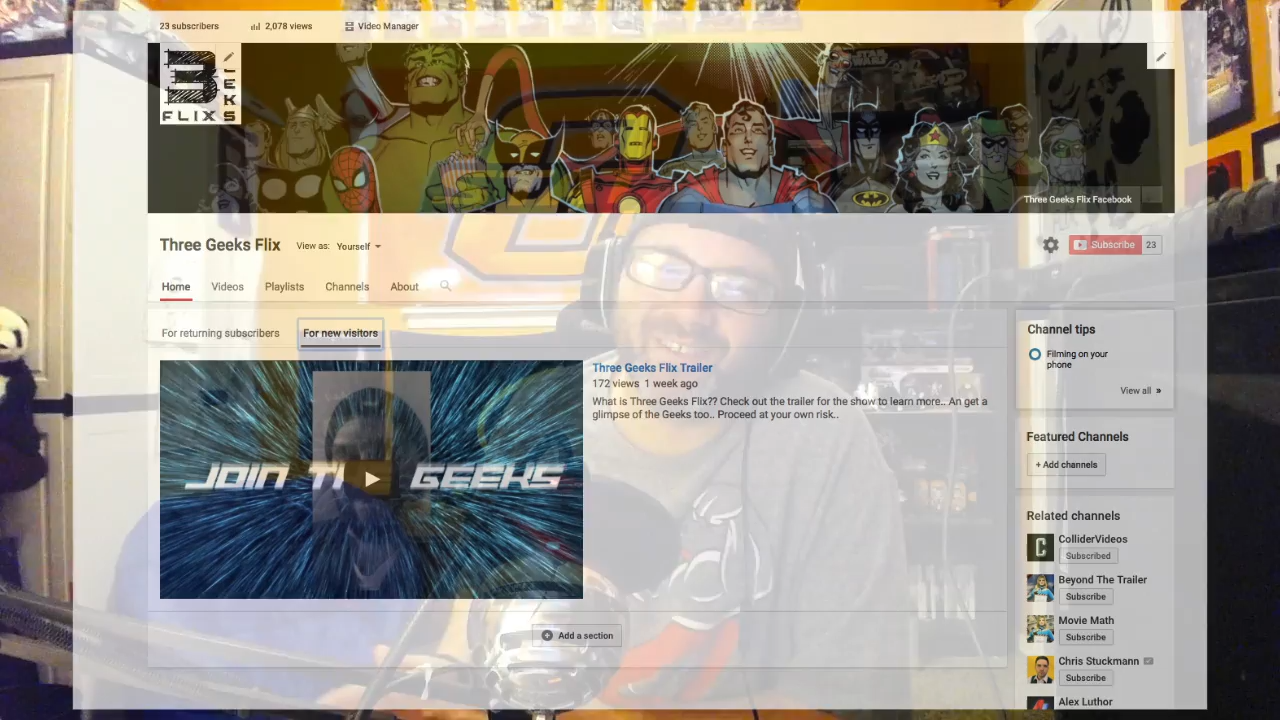 23 subscribers
2,078 views
Video Manager
3
EEKS
FLIX
STAR WARS
Three Geeks Flix Facebook
Three Geeks Flix
View as: Yourself
Subscribe 23
Home Videos Playlists Channels About
For returning subscribers
For new visitors
JOIN T GEEKS
Three Geeks Flix Trailer
172 views 1 week ago
What is Three Geeks Flix?? Check out the trailer for the show to learn more.. An get a
glimpse of the Geeks too.. Proceed at your own risk..
Add a section
Channel tips
Filming on your
phone
View all »
Featured Channels
+ Add channels
Related channels
ColliderVideos
Subscribed
Beyond The Trailer
Subscribe
Movie Math
Subscribe
Chris Stuckmann
Subscribe
Alex Luthor